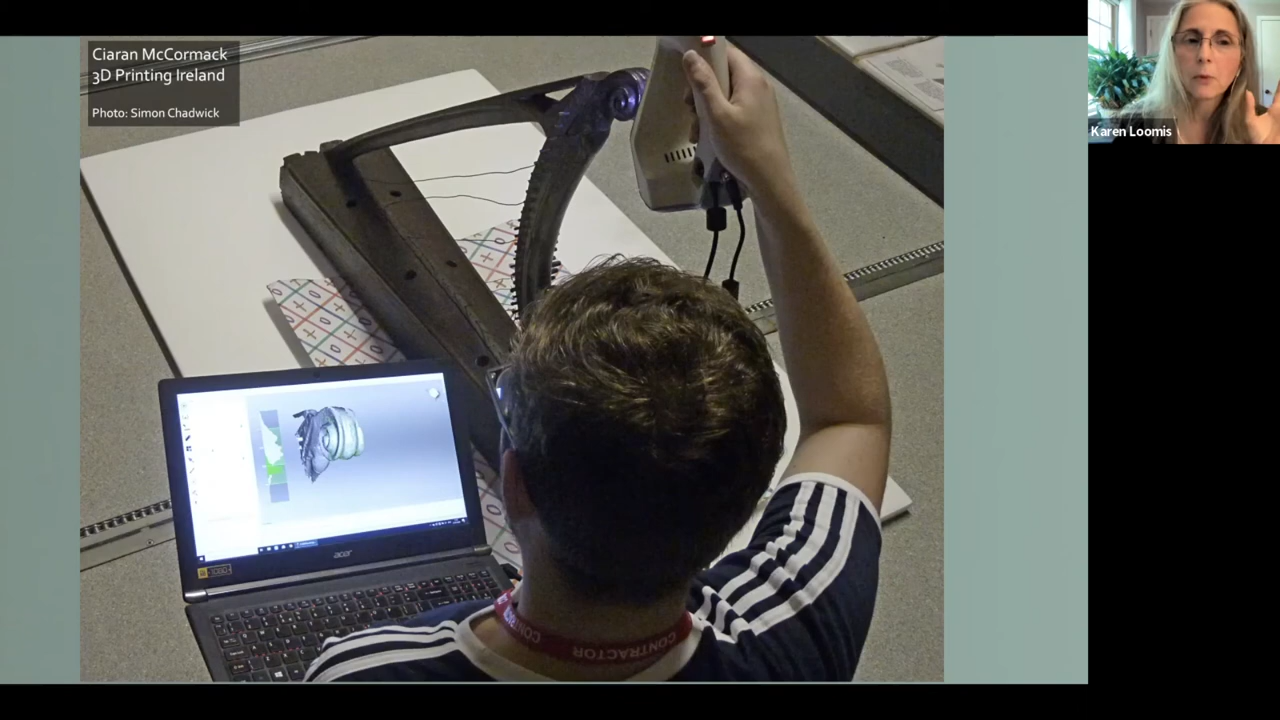 Ciaran McCormack
3D Printing Ireland
Photo: Simon Chadwick
Karen Loomis
acer
CONTRACTOR